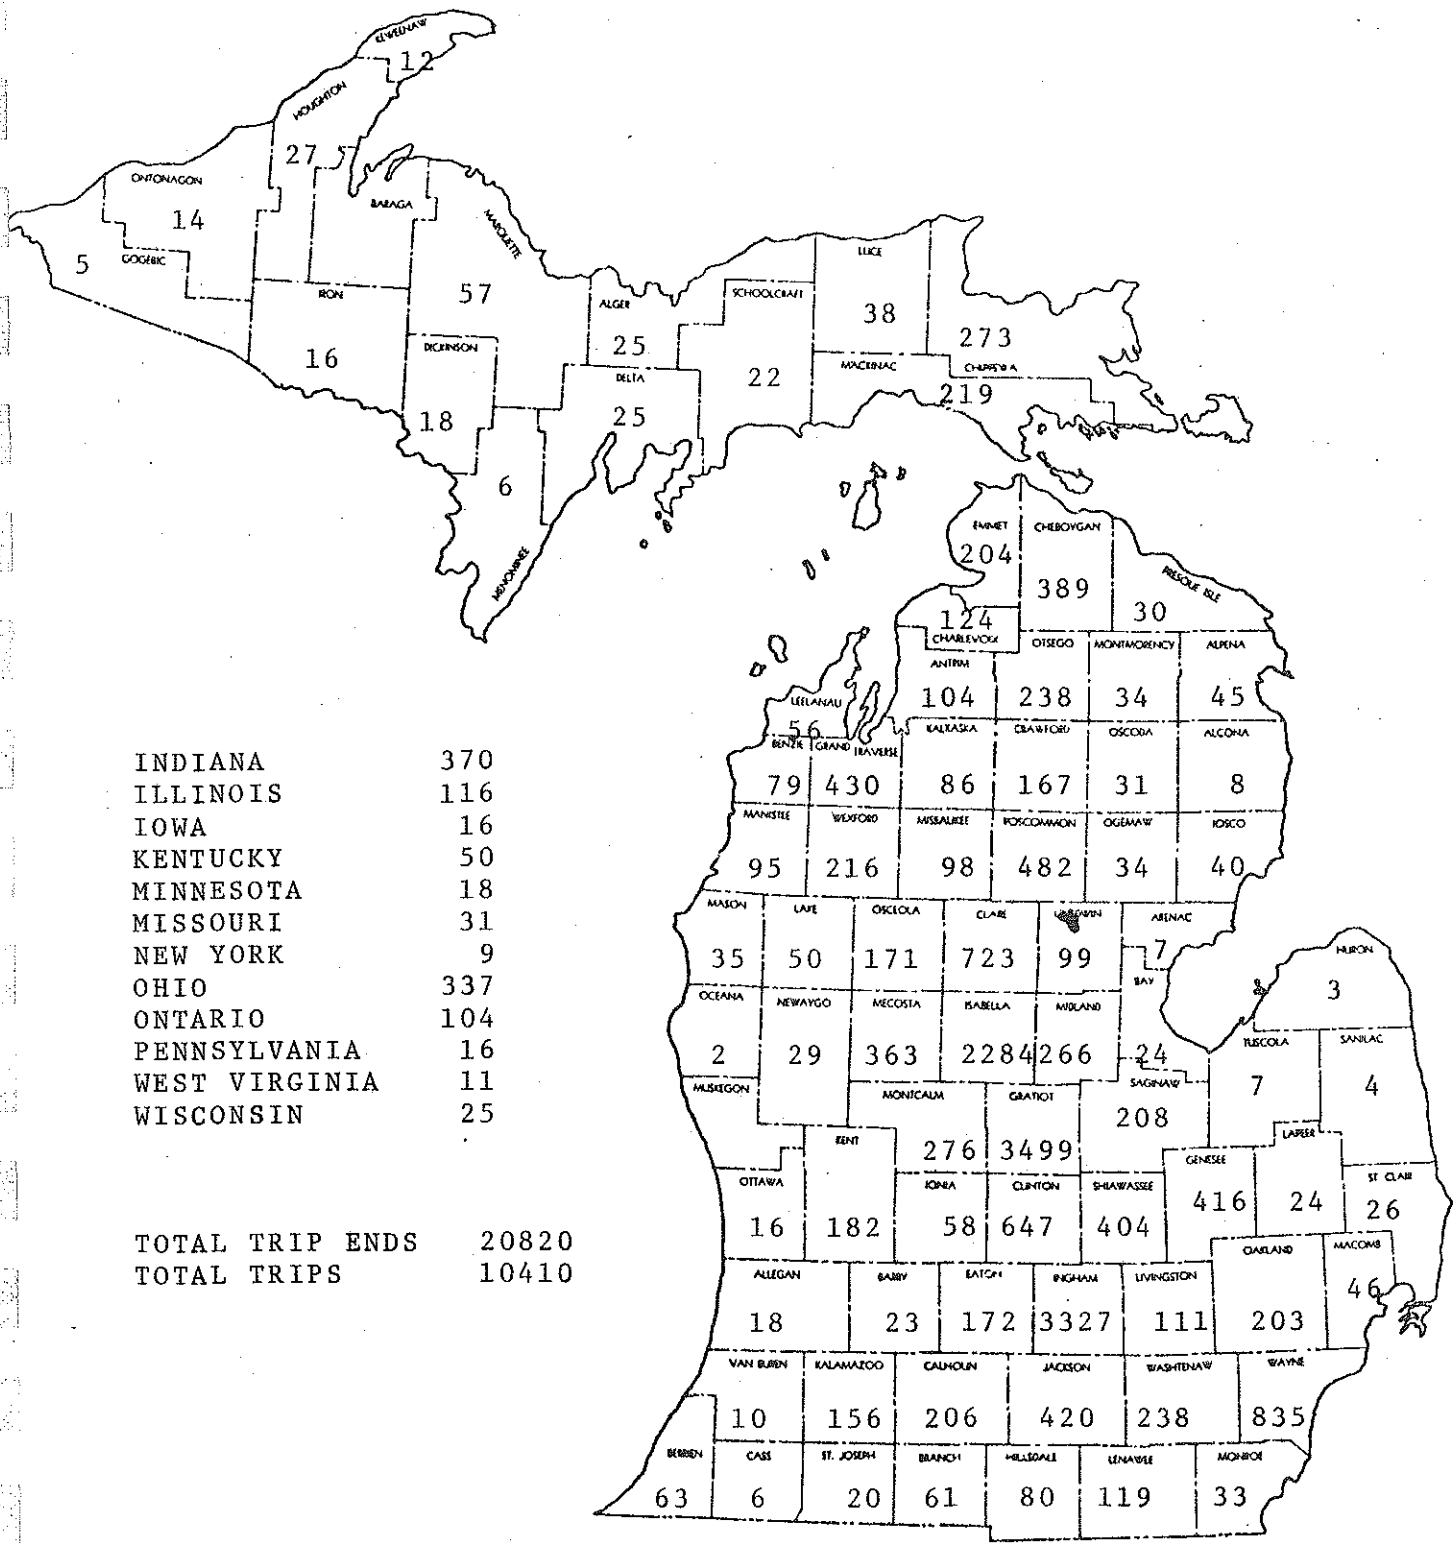 KEWEENAW
12
HOUGHTON
27
ONTONAGON
14
BARAGA
MARQUETTE
5
GOGEBIC
IRON
16
57
DICKINSON
18
ALGER
25
DELTA
25
SCHOOLCRAFT
22
LUCE
38
273
MACKINAC
CHIPPEWA
219
6
MENOMINEE
EMMET
204
CHEBOYGAN
389
PRESQUE ISLE
30
124
CHARLEVOIX
OTSEGO MONTMORENCY ALPENA
ANTRIM
104 238 34 45
LEELANAU
56
KALKASKA CRAWFORD OSCODA ALCONA
BENZIE GRAND TRAVERSE
79 430 86 167 31 8
MANISTEE WEXFORD MISSAUKEE ROSCOMMON OGEMAW IOSCO
95 216 98 482 34 40
MASON LAKE OSCEOLA CLARE ARENAC
35 50 171 723 99 7
HURON
3
BAY
OCEANA NEWAYGO MECOSTA ISABELLA MIDLAND
2 29 363 2284 266 24
TUSCOLA SANILAC
7 4
MUSKEGON MONTCALM GRATIOT SAGINAW
208
KENT
276 3499
LAPEER
GENESEE
OTTAWA IONIA CLINTON SHIAWASSEE ST CLAIR
16 182 58 647 404 416 24 26
OAKLAND MACOMB
ALLEGAN BARRY EATON INGHAM LIVINGSTON
46
18 23 172 3327 111 203
VAN BUREN KALAMAZOO CALHOUN JACKSON WASHTENAW WAYNE
10 156 206 420 238 835
BERRIEN CASS ST. JOSEPH BRANCH HILLSDALE LENAWEE MONROE
63 6 20 61 80 119 33
INDIANA 370
ILLINOIS 116
IOWA 16
KENTUCKY 50
MINNESOTA 18
MISSOURI 31
NEW YORK 9
OHIO 337
ONTARIO 104
PENNSYLVANIA 16
WEST VIRGINIA 11
WISCONSIN 25
TOTAL TRIP ENDS 20820
TOTAL TRIPS 10410